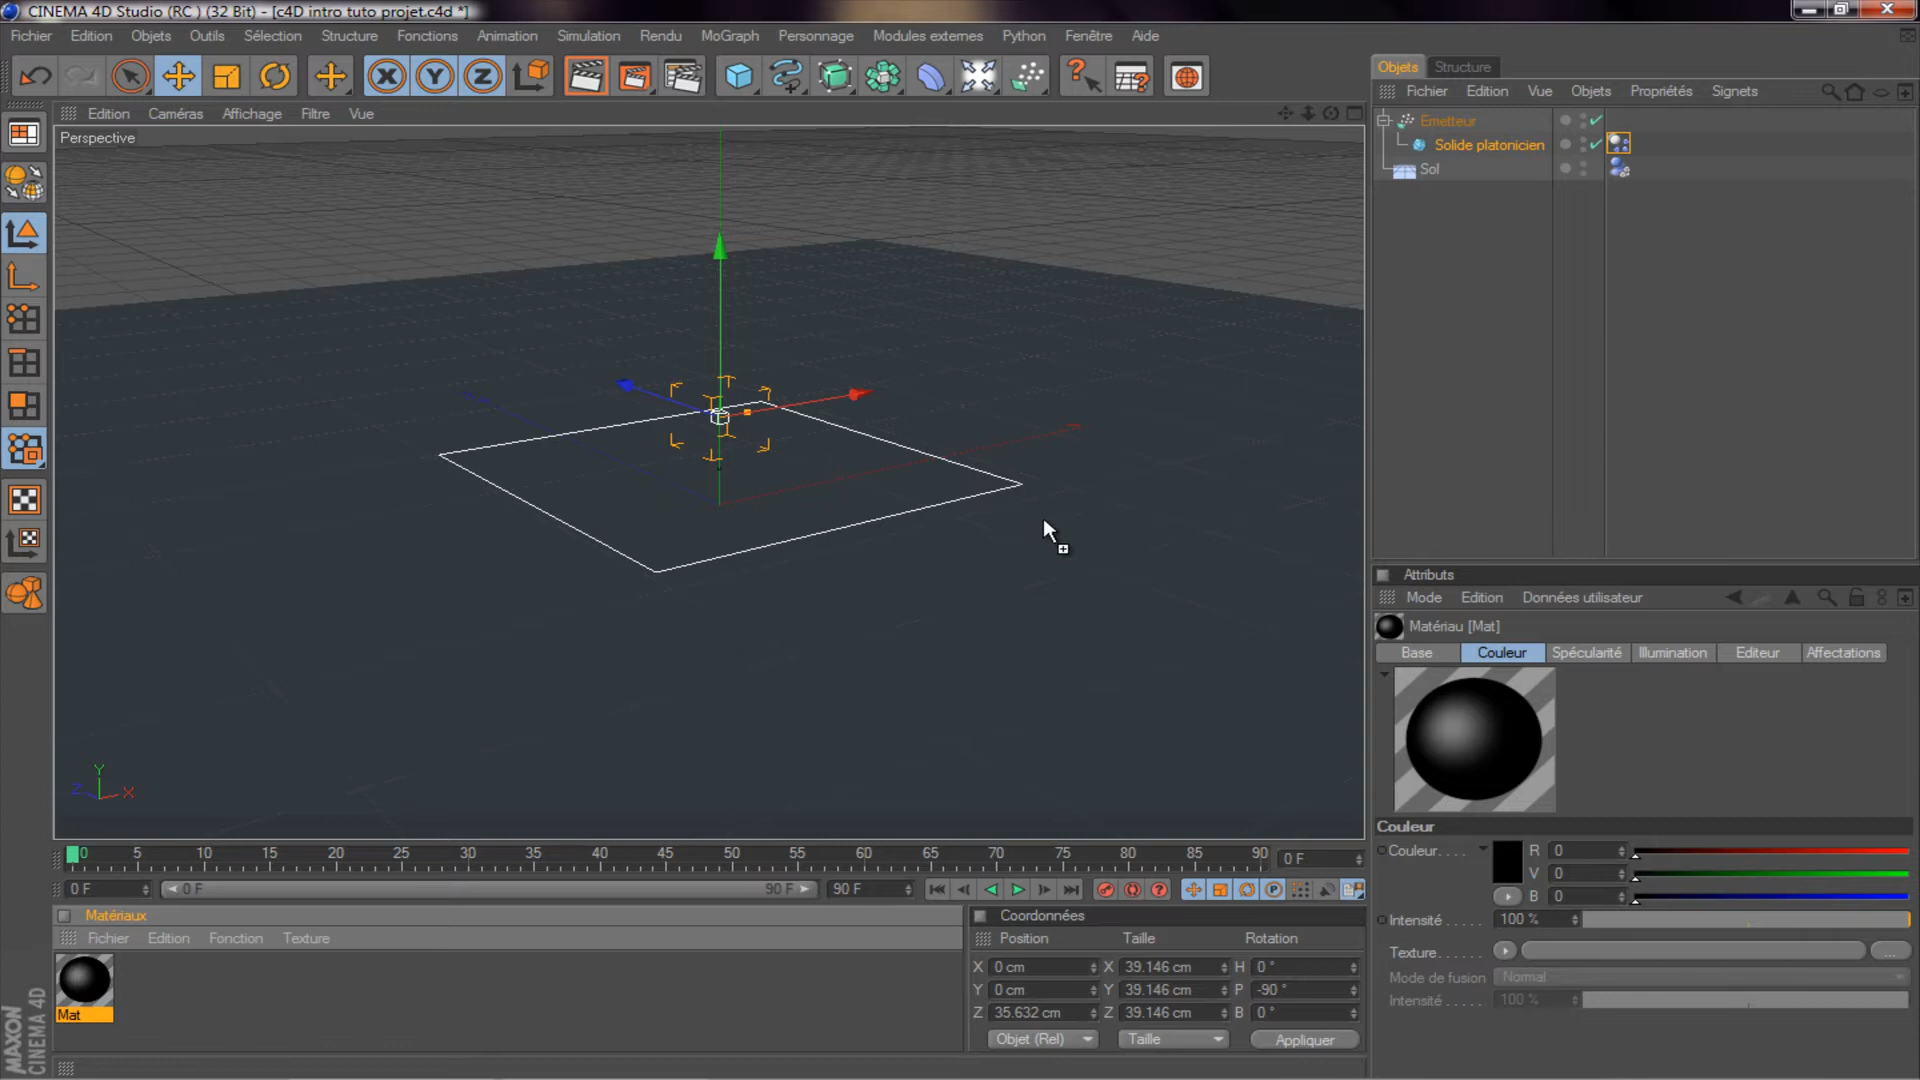 CINEMA 4D Studio (RC ) (32 Bit) - [c4D intro tuto projet.c4d *]
Fichier Edition Objets Outils Sélection Structure Fonctions Animation Simulation Rendu MoGraph Personnage Modules externes Python Fenêtre Aide
X Y Z
Edition Caméras Affichage Filtre Vue
Perspective
Y
Z X
0 5 10 15 20 25 30 35 40 45 50 55 60 65 70 75 80 85 90 0 F
0 F 0 F 90 F 90 F
Matériaux
Fichier Edition Fonction Texture
Mat
MAXON
CINEMA 4D
Coordonnées
Position Taille Rotation
X 0 cm X 39.146 cm H 0 °
Y 0 cm Y 39.146 cm P -90 °
Z 35.632 cm Z 39.146 cm B 0 °
Objet (Rel) Taille Appliquer
Objets Structure
Fichier Edition Vue Objets Propriétés Signets
Emetteur
Solide platonicien
Sol
Attributs
Mode Edition Données utilisateur
Matériau [Mat]
Base Couleur Spécularité Illumination Editeur Affectations
Couleur
Couleur. . . . R 0
V 0
B 0
Intensité . . . . . 100 %
Texture. . . . . . ...
Mode de fusion Normal
Intensité . . . . . 100 %